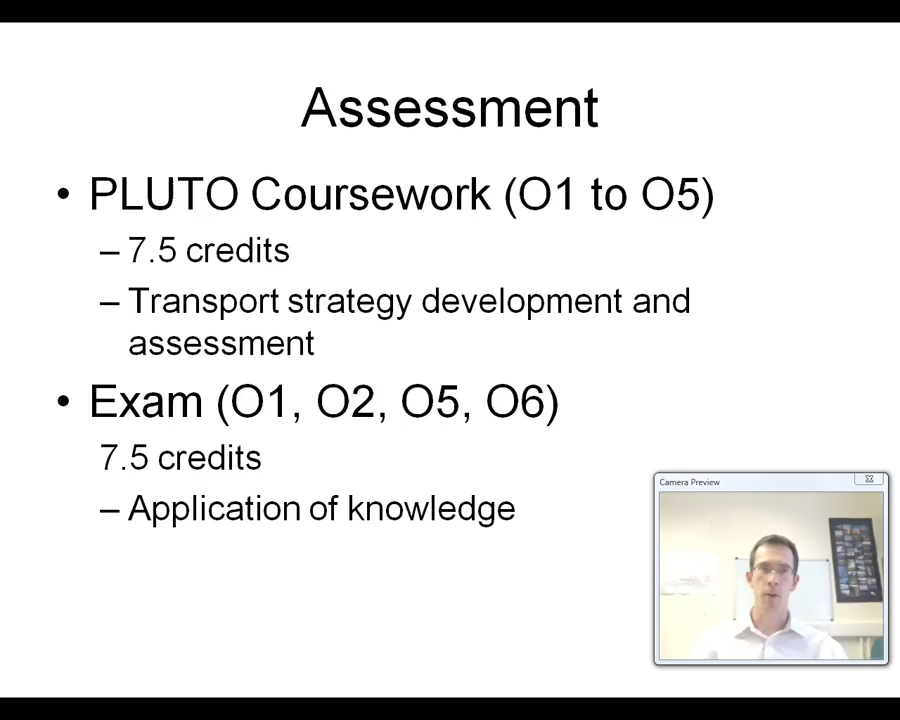 Assessment
• PLUTO Coursework (O1 to O5)
– 7.5 credits
– Transport strategy development and
assessment
• Exam (O1, O2, O5, O6)
7.5 credits
– Application of knowledge
Camera Preview